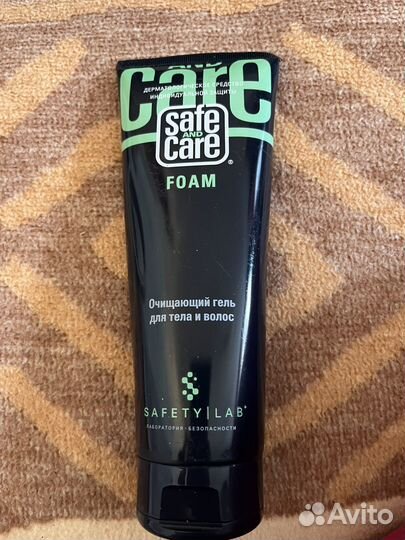 AND
care
ДЕРМАТОЛОГИЧЕСКОЕ СРЕДСТВО
ИНДИВИДУАЛЬНОЙ ЗАЩИТЫ
safe
AND
care®
FOAM
Очищающий гель
для тела и волос
SAFETY|LAB®
ЛАБОРАТОРИЯ·БЕЗОПАСНОСТИ
Avito